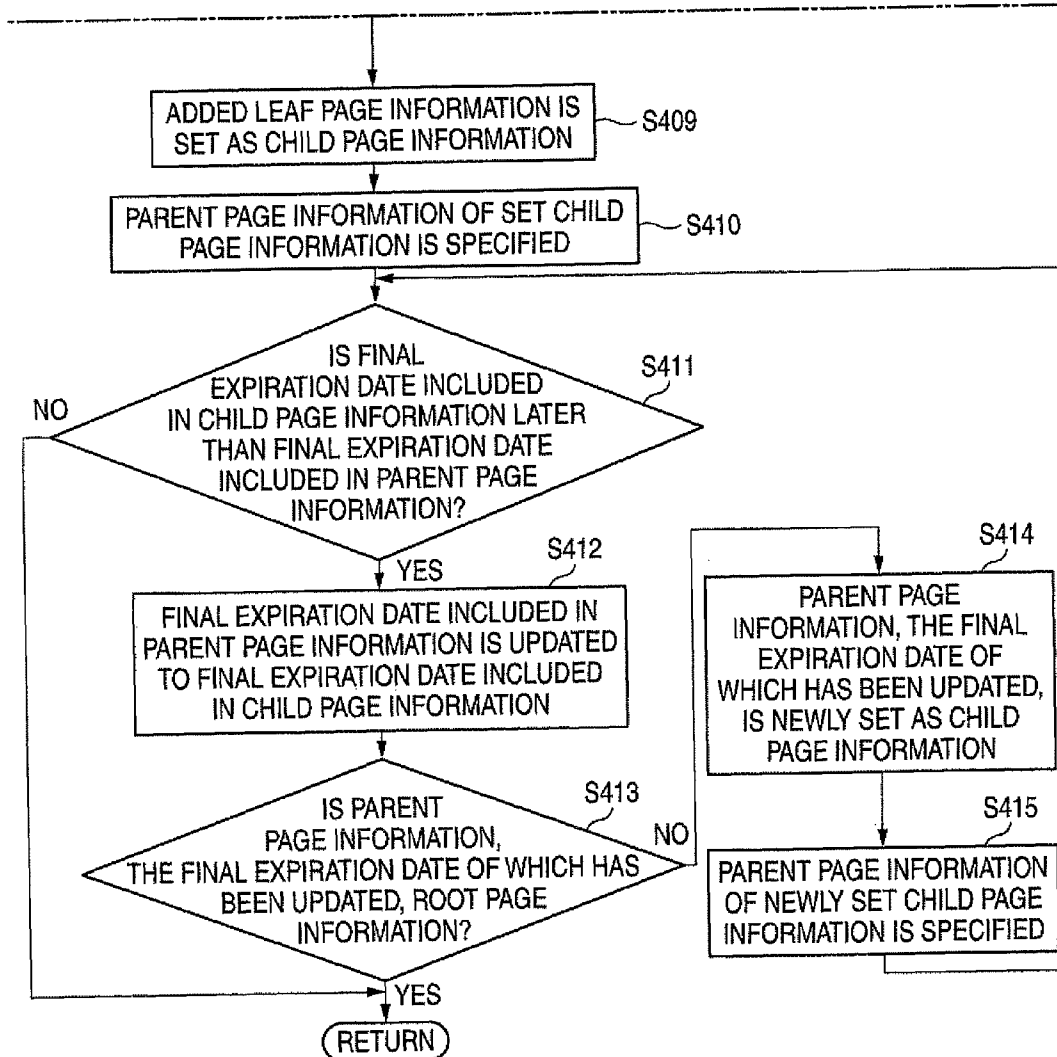 ADDED LEAF PAGE INFORMATION IS
SET AS CHILD PAGE INFORMATION
S409
PARENT PAGE INFORMATION OF SET CHILD
PAGE INFORMATION IS SPECIFIED
S410
IS FINAL
EXPIRATION DATE INCLUDED
IN CHILD PAGE INFORMATION LATER
THAN FINAL EXPIRATION DATE
INCLUDED IN PARENT PAGE
INFORMATION?
S411
NO
YES
S412
FINAL EXPIRATION DATE INCLUDED IN
PARENT PAGE INFORMATION IS UPDATED
TO FINAL EXPIRATION DATE INCLUDED
IN CHILD PAGE INFORMATION
IS PARENT
PAGE INFORMATION,
THE FINAL EXPIRATION DATE OF WHICH HAS
BEEN UPDATED, ROOT PAGE
INFORMATION?
S413
NO
S414
PARENT PAGE
INFORMATION, THE FINAL
EXPIRATION DATE OF
WHICH HAS BEEN UPDATED,
IS NEWLY SET AS CHILD
PAGE INFORMATION
S415
PARENT PAGE INFORMATION
OF NEWLY SET CHILD PAGE
INFORMATION IS SPECIFIED
YES
RETURN